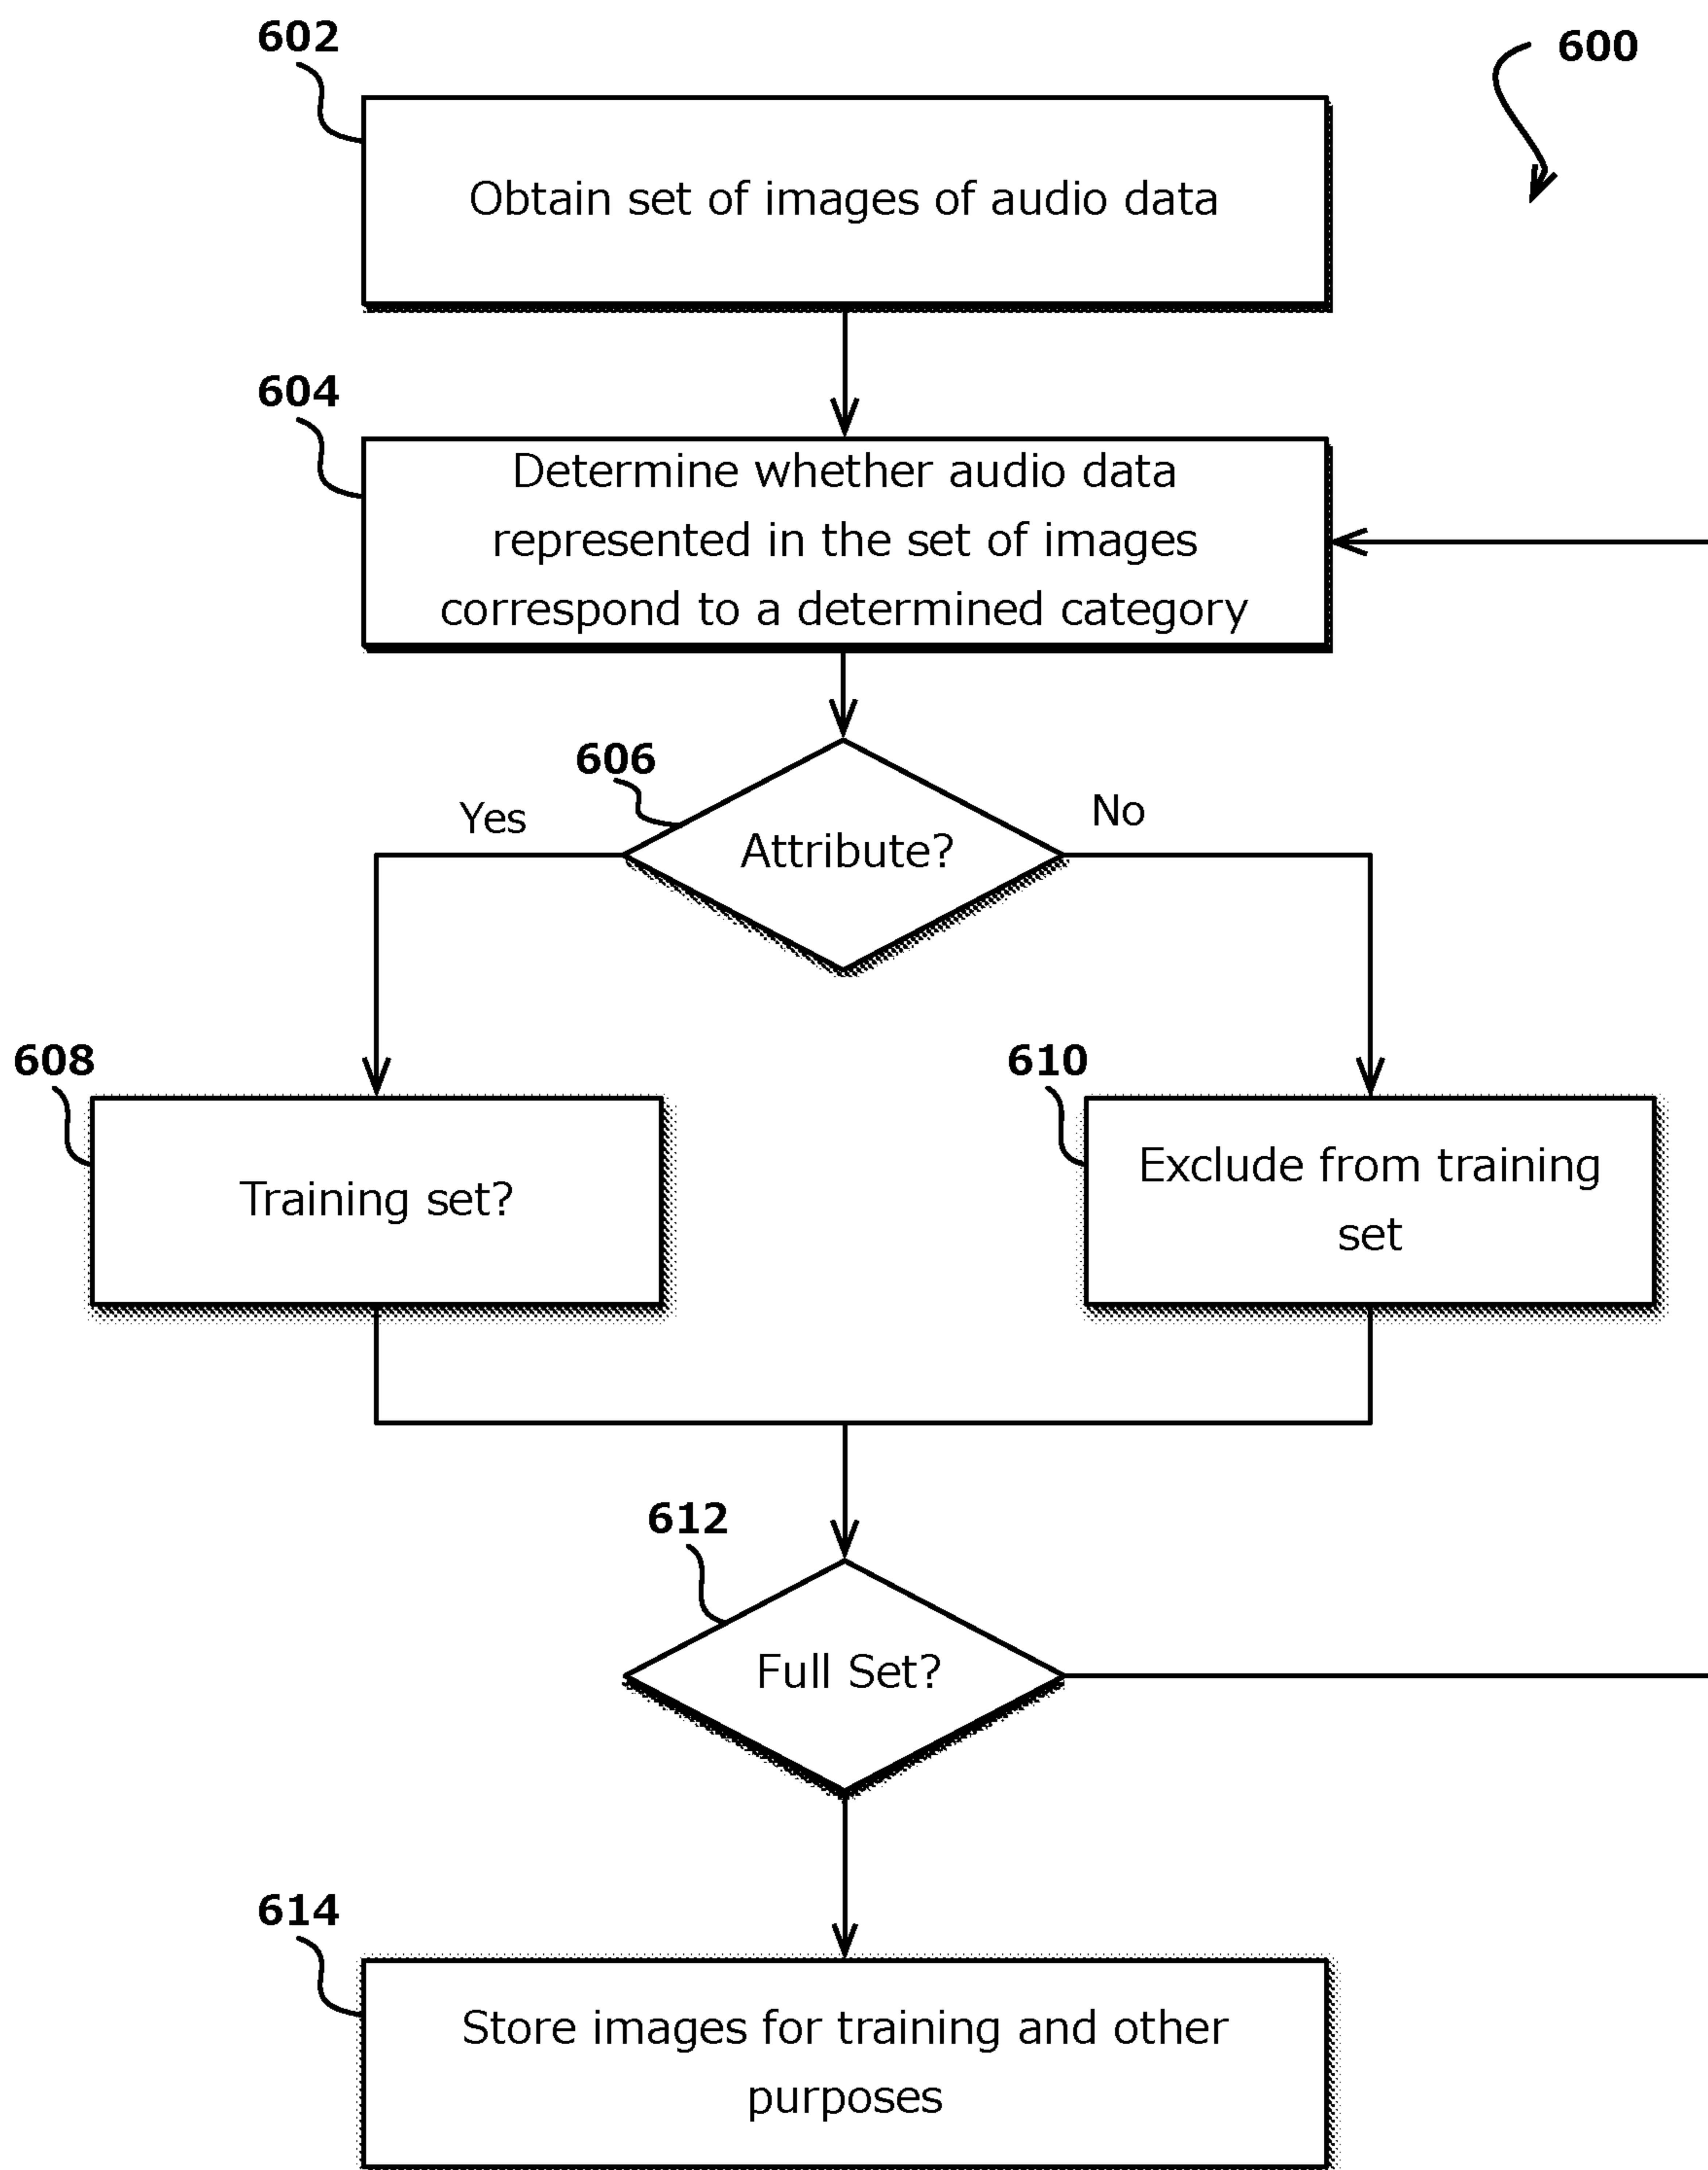 602
600
Obtain set of images of audio data
604
Determine whether audio data
represented in the set of images
correspond to a determined category
606
Yes
No
Attribute?
608
610
Training set?
Exclude from training
set
612
Full Set?
614
Store images for training and other
purposes